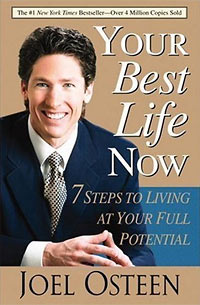 The #1 New York Times Bestseller—Over 4 Million Copies Sold
YOUR
BEST
LIFE
NOW
7 STEPS TO LIVING
AT YOUR FULL
POTENTIAL
JOEL OSTEEN